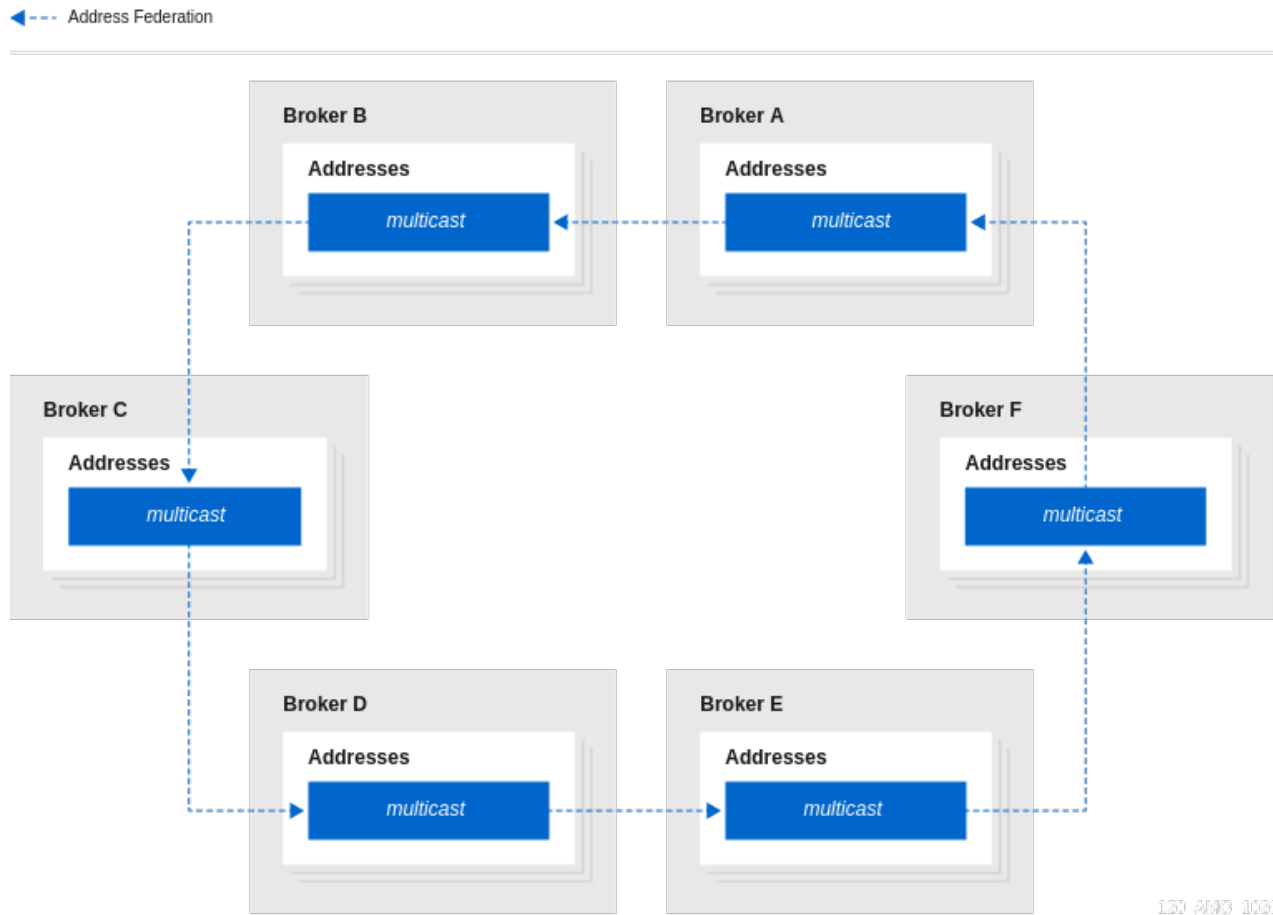 Address Federation
Broker B
Addresses
multicast
Broker A
Addresses
multicast
Broker C
Addresses
multicast
Broker F
Addresses
multicast
Broker D
Addresses
multicast
Broker E
Addresses
multicast